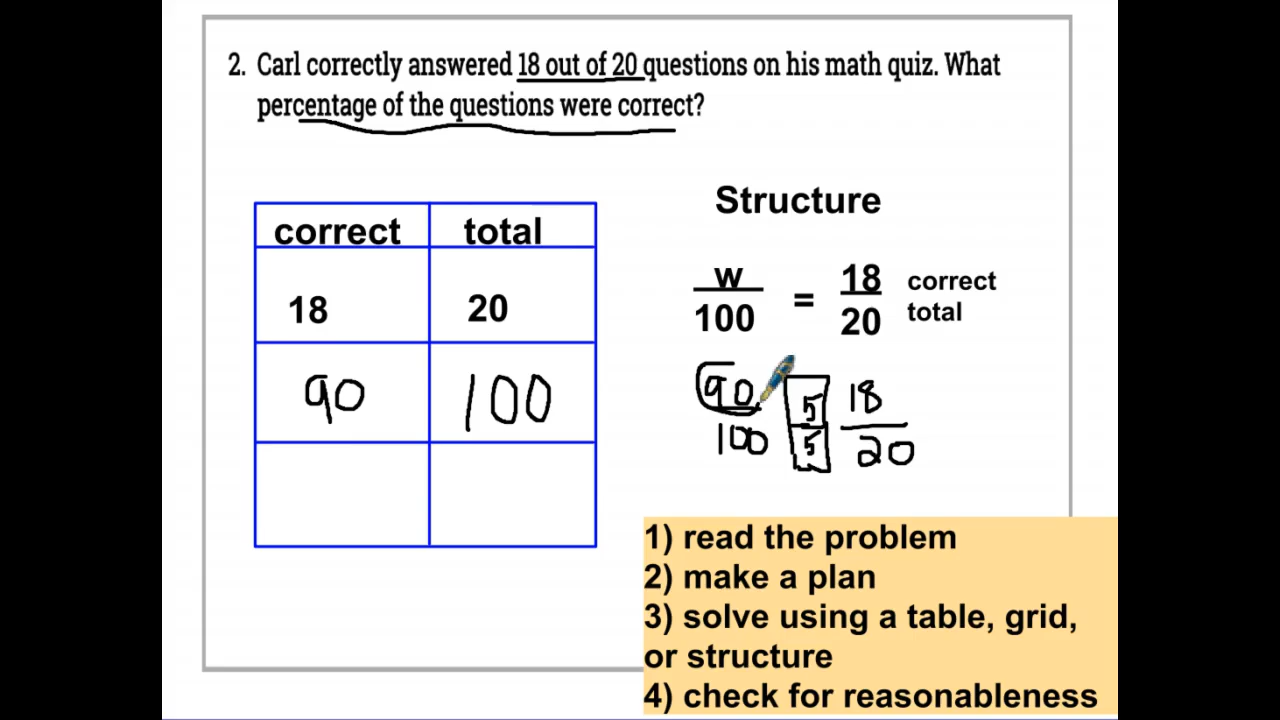 2. Carl correctly answered 18 out of 20 questions on his math quiz. What
percentage of the questions were correct?
correct total
18 20
90 100
Structure
w
100
=
18
20
correct
total
90
100
5
5
18
20
1) read the problem
2) make a plan
3) solve using a table, grid,
or structure
4) check for reasonableness